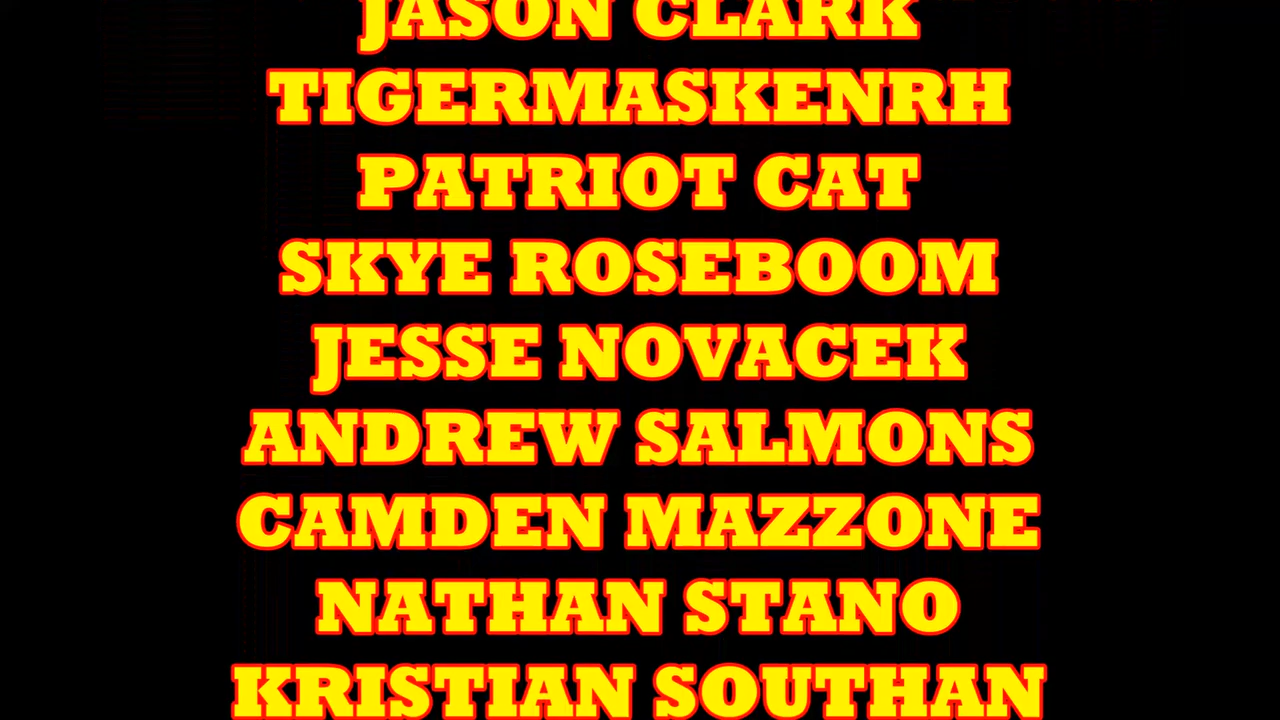 JASON CLARK
TIGERMASKENRH
PATRIOT CAT
SKYE ROSEBOOM
JESSE NOVACEK
ANDREW SALMONS
CAMDEN MAZZONE
NATHAN STANO
KRISTIAN SOUTHAN